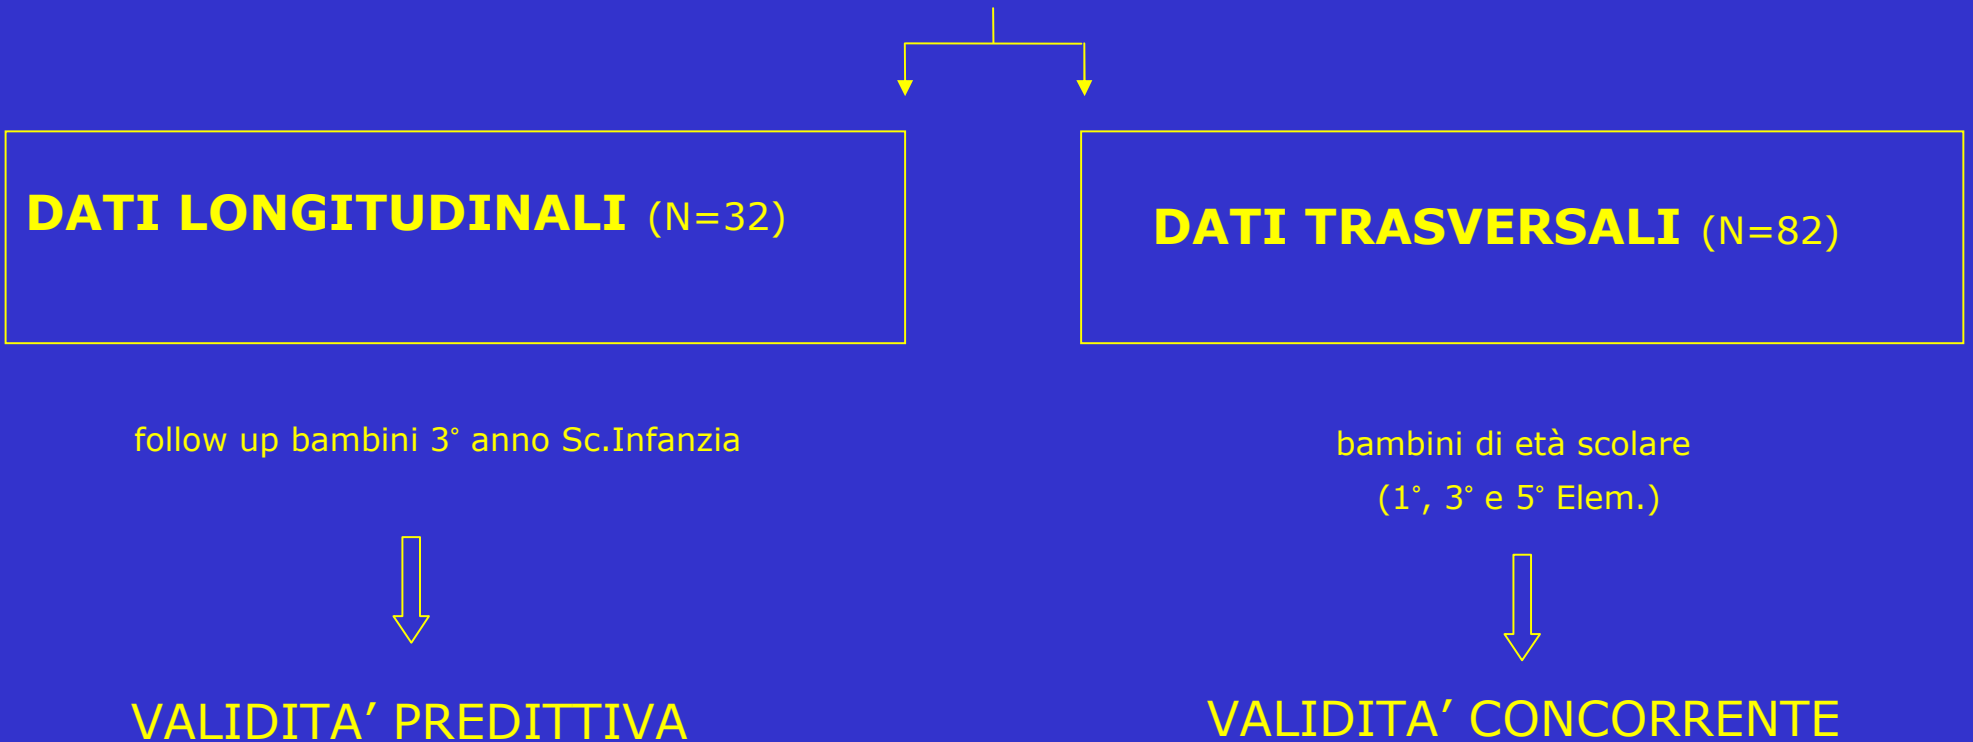 DATI LONGITUDINALI (N=32)
follow up bambini 3° anno Sc.Infanzia
VALIDITA’ PREDITTIVA
DATI TRASVERSALI (N=82)
bambini di età scolare
(1°, 3° e 5° Elem.)
VALIDITA’ CONCORRENTE